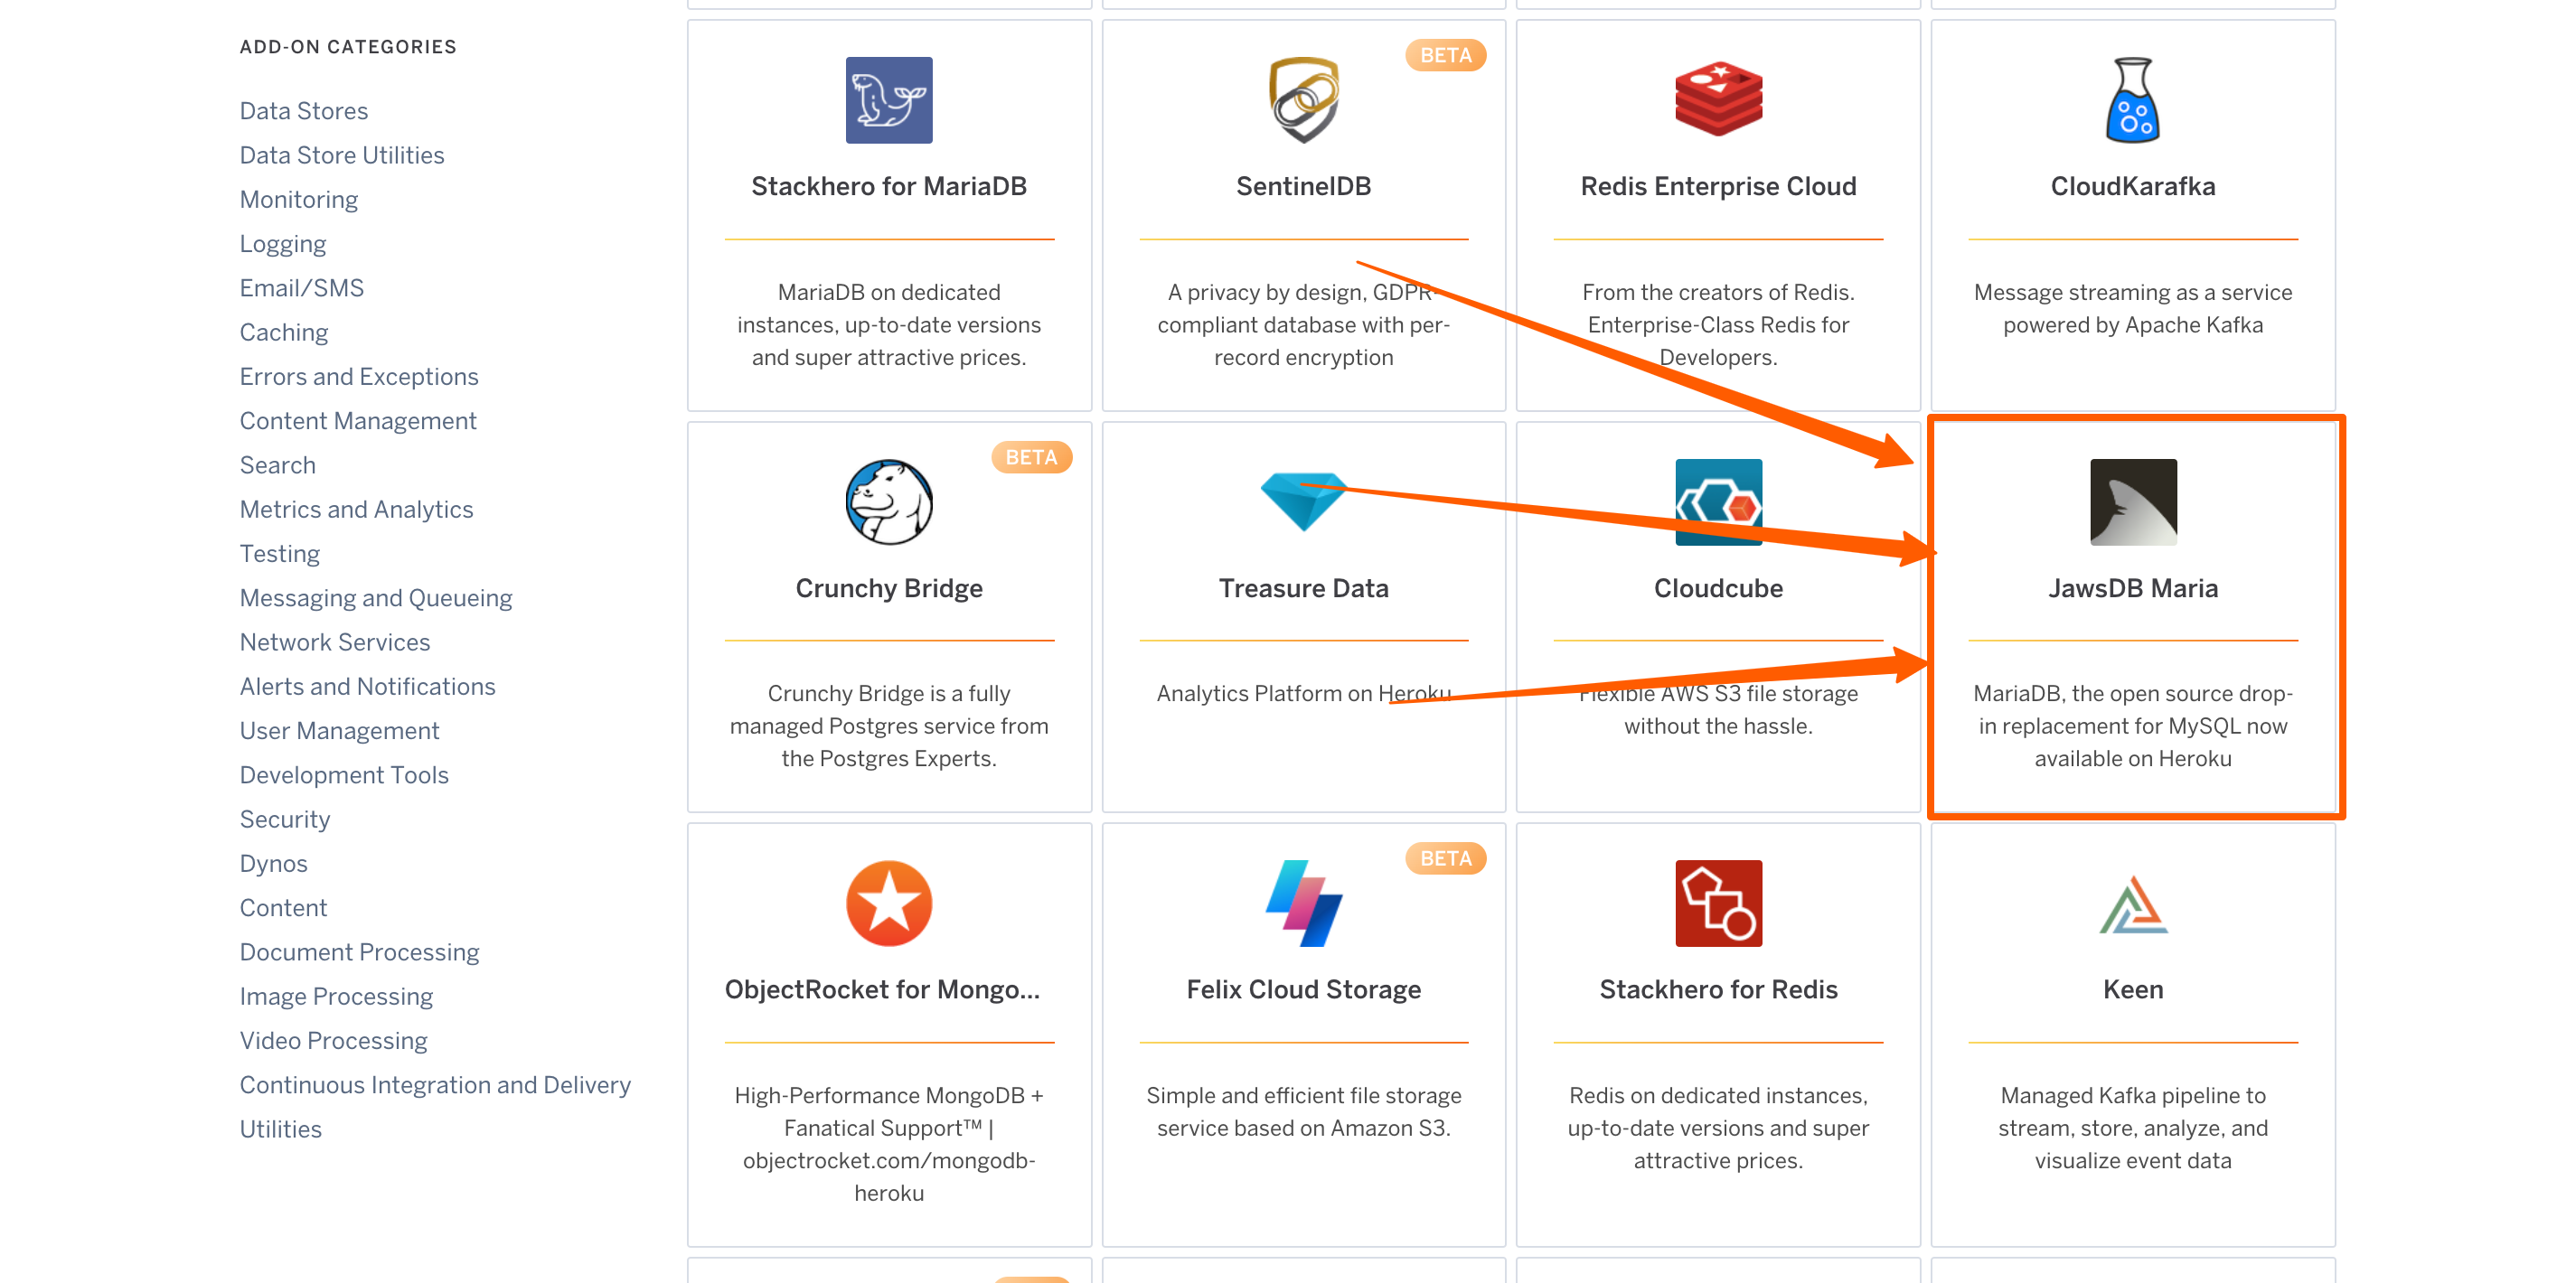 ADD-ON CATEGORIES
Data Stores
Data Store Utilities
Monitoring
Logging
Email/SMS
Caching
Errors and Exceptions
Content Management
Search
Metrics and Analytics
Testing
Messaging and Queueing
Network Services
Alerts and Notifications
User Management
Development Tools
Security
Dynos
Content
Document Processing
Image Processing
Video Processing
Continuous Integration and Delivery
Utilities
Stackhero for MariaDB
MariaDB on dedicated
instances, up-to-date versions
and super attractive prices.
BETA
SentinelDB
A privacy by design, GDPR-
compliant database with per-
record encryption
Redis Enterprise Cloud
From the creators of Redis.
Enterprise-Class Redis for
Developers.
CloudKarafka
Message streaming as a service
powered by Apache Kafka
BETA
Crunchy Bridge
Crunchy Bridge is a fully
managed Postgres service from
the Postgres Experts.
Treasure Data
Analytics Platform on Heroku
Cloudcube
Flexible AWS S3 file storage
without the hassle.
JawsDB Maria
MariaDB, the open source drop-
in replacement for MySQL now
available on Heroku
ObjectRocket for Mongo...
High-Performance MongoDB +
Fanatical Support™ |
objectrocket.com/mongodb-
heroku
BETA
Felix Cloud Storage
Simple and efficient file storage
service based on Amazon S3.
Stackhero for Redis
Redis on dedicated instances,
up-to-date versions and super
attractive prices.
Keen
Managed Kafka pipeline to
stream, store, analyze, and
visualize event data